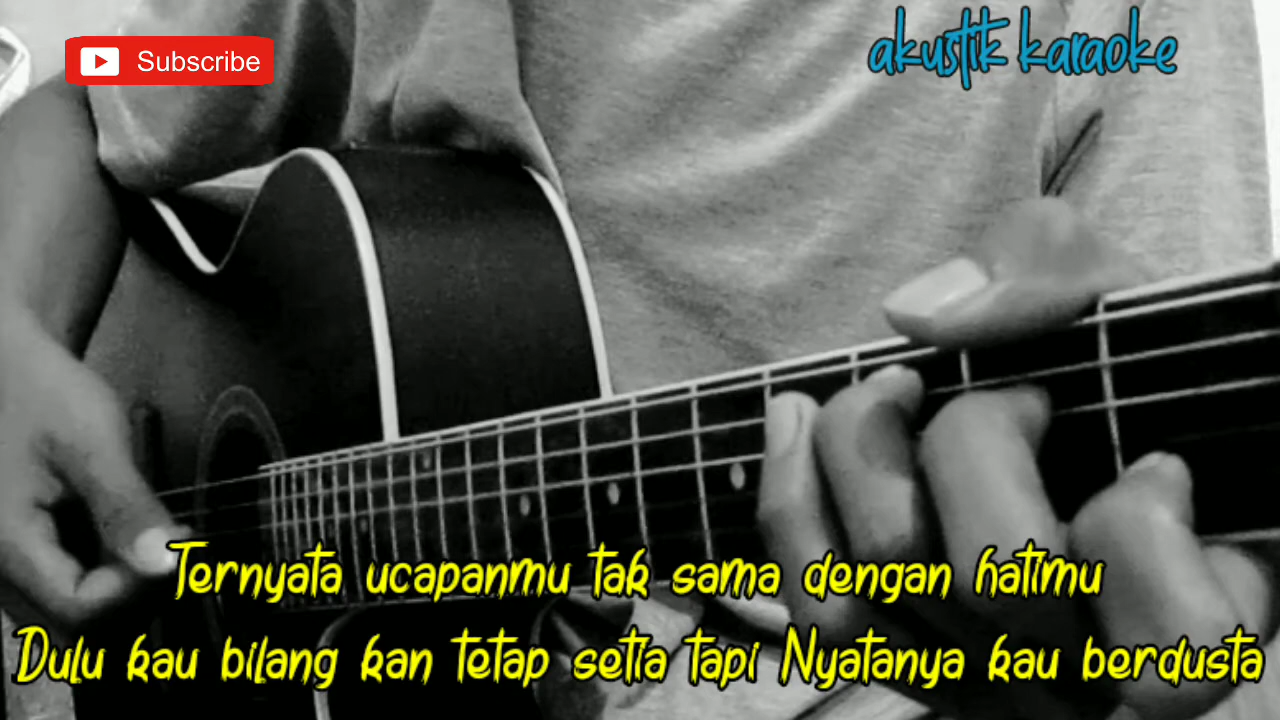 Subscribe
akustik karaoke
Ternyata ucapanmu tak sama dengan hatimu
Dulu kau bilang kan tetap setia tapi Nyatanya kau berdusta